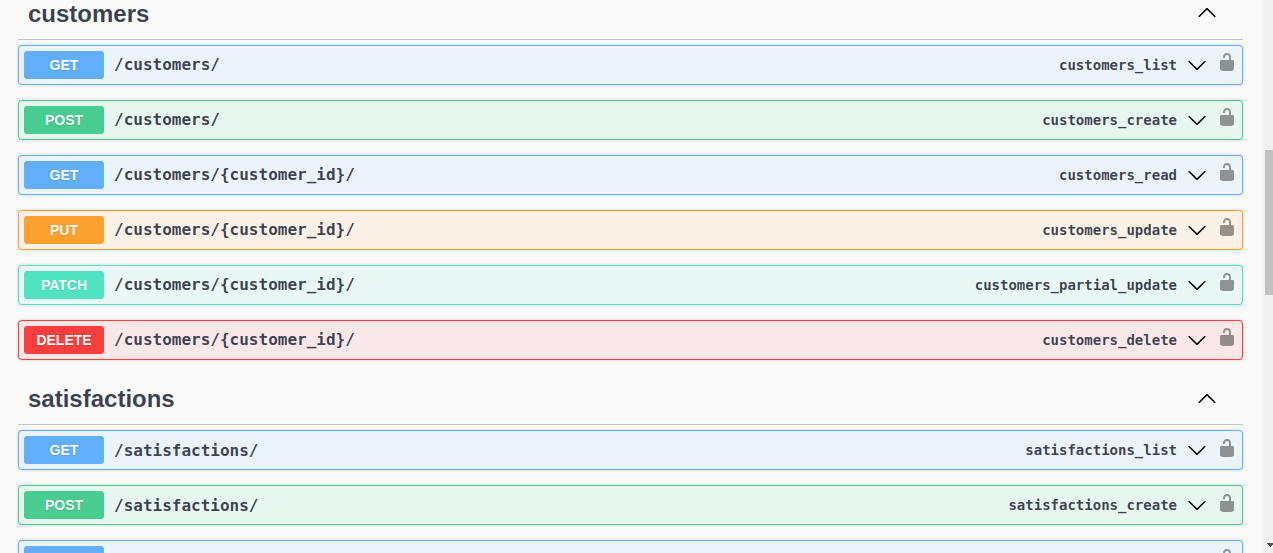 customers
GET /customers/ customers_list
POST /customers/ customers_create
GET /customers/{customer_id}/ customers_read
PUT /customers/{customer_id}/ customers_update
PATCH /customers/{customer_id}/ customers_partial_update
DELETE /customers/{customer_id}/ customers_delete
satisfactions
GET /satisfactions/ satisfactions_list
POST /satisfactions/ satisfactions_create